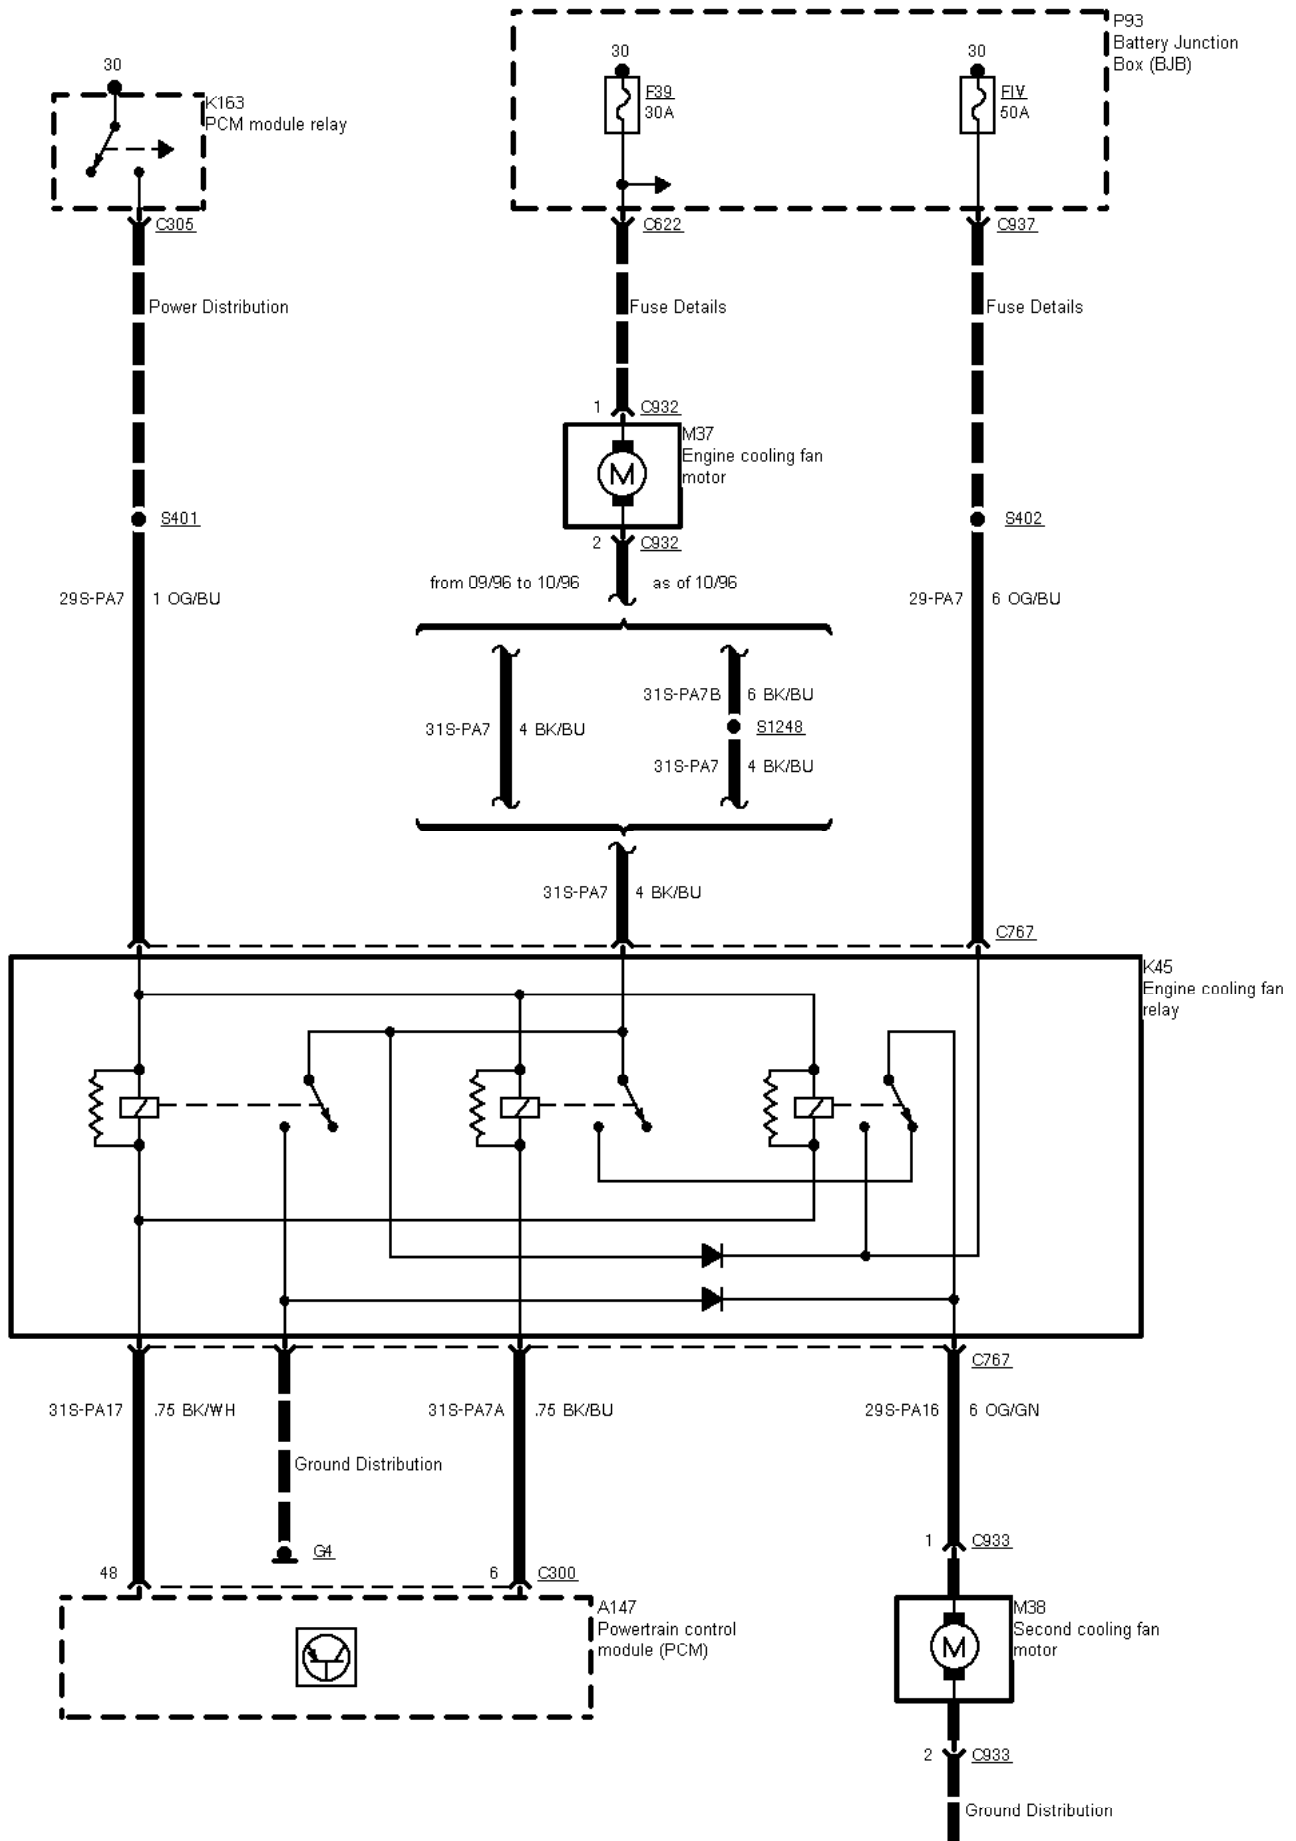 P93
Battery Junction
Box (BJB)
30
30
30
K163
PCM module relay
F39
30A
FIV
50A
C305
C622
C937
Power Distribution
Fuse Details
Fuse Details
1
C932
M37
Engine cooling fan
motor
M
S401
S402
2
C932
from 09/96 to 10/96
as of 10/96
29S-PA7
1 OG/BU
29-PA7
6 OG/BU
31S-PA7B
6 BK/BU
31S-PA7
4 BK/BU
S1248
31S-PA7
4 BK/BU
31S-PA7
4 BK/BU
C767
K45
Engine cooling fan
relay
C767
31S-PA17
.75 BK/WH
31S-PA7A
.75 BK/BU
29S-PA16
6 OG/GN
Ground Distribution
G4
1
C933
48
6
C300
A147
Powertrain control
module (PCM)
M38
Second cooling fan
motor
M
2
C933
Ground Distribution